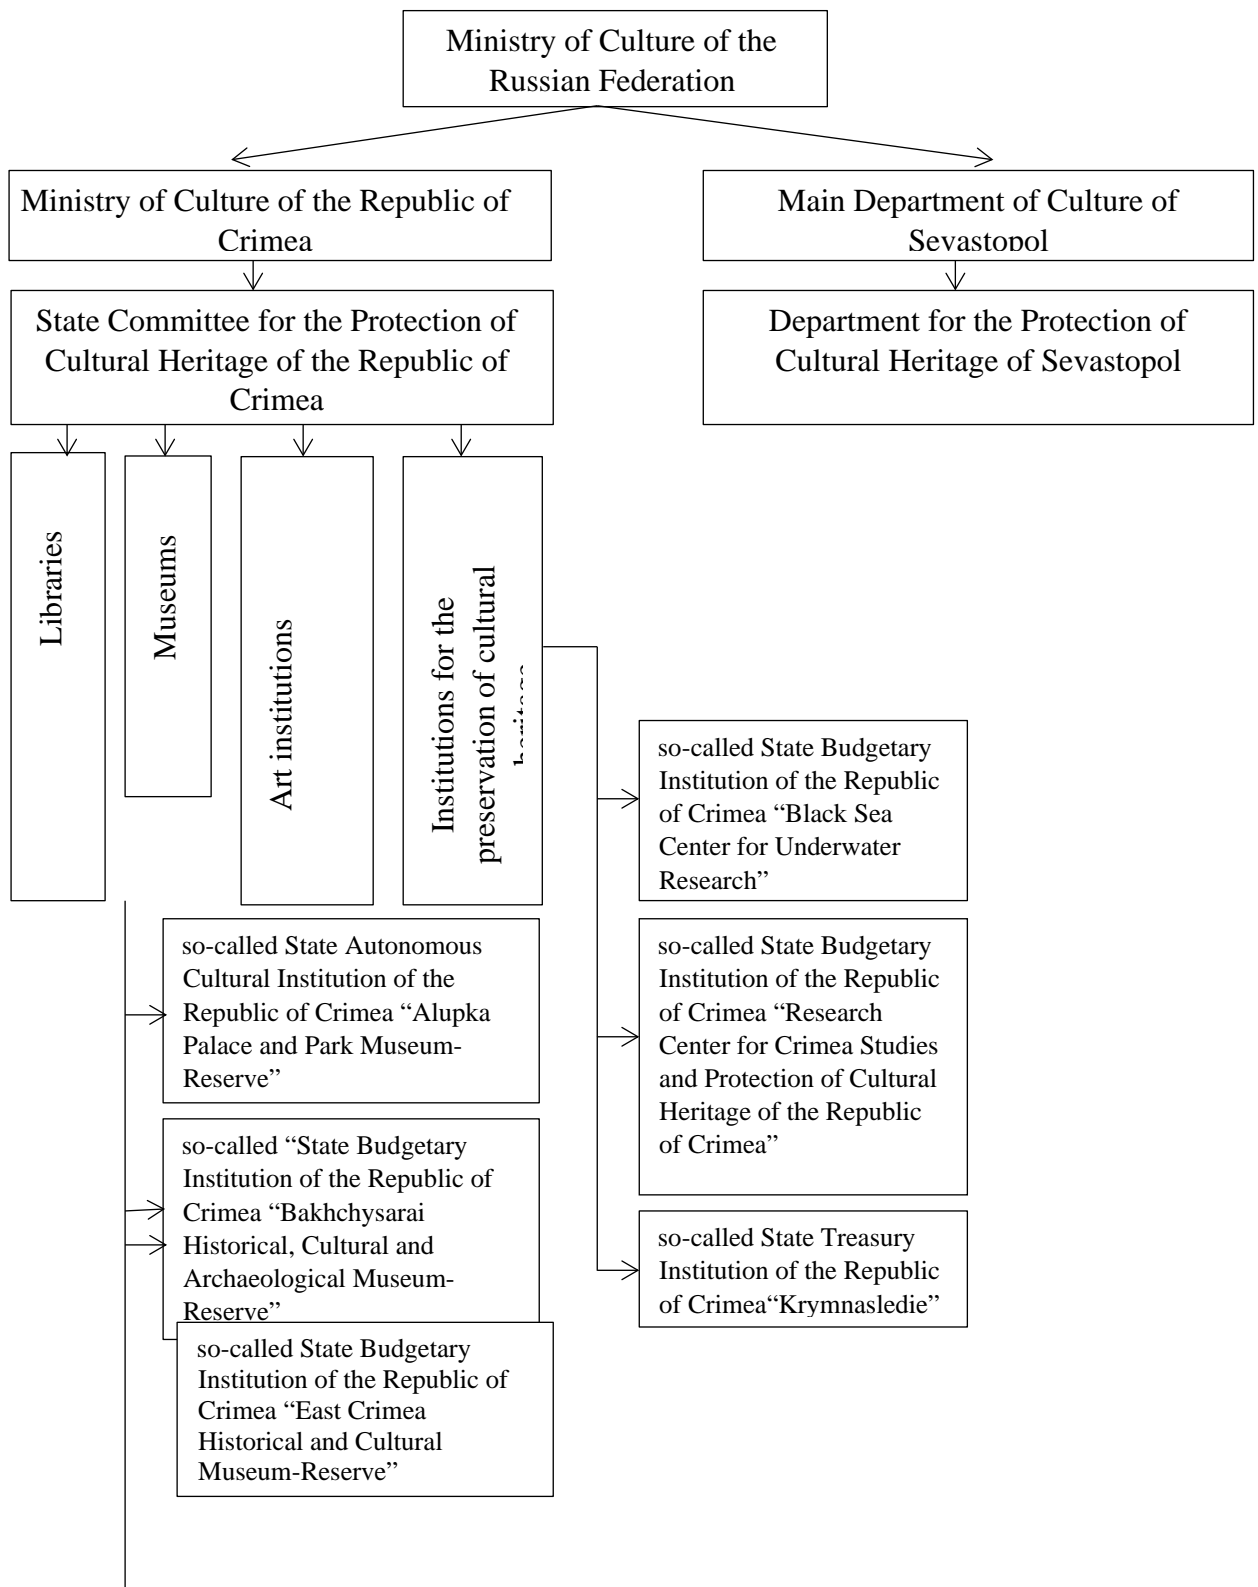 Ministry of Culture of the
Russian Federation
Ministry of Culture of the Republic of
Crimea
Main Department of Culture of
Sevastopol
State Committee for the Protection of
Cultural Heritage of the Republic of
Crimea
Department for the Protection of
Cultural Heritage of Sevastopol
Libraries
Museums
Art institutions
Institutions for the
preservation of cultural
heritage
so-called State Budgetary
Institution of the Republic
of Crimea “Black Sea
Center for Underwater
Research”
so-called State Autonomous
Cultural Institution of the
Republic of Crimea “Alupka
Palace and Park Museum-
Reserve”
so-called State Budgetary
Institution of the Republic
of Crimea “Research
Center for Crimea Studies
and Protection of Cultural
Heritage of the Republic
of Crimea”
so-called “State Budgetary
Institution of the Republic of
Crimea “Bakhchysarai
Historical, Cultural and
Archaeological Museum-
Reserve”
so-called State Treasury
Institution of the Republic
of Crimea“Krymnasledie”
so-called State Budgetary
Institution of the Republic of
Crimea “East Crimea
Historical and Cultural
Museum-Reserve”